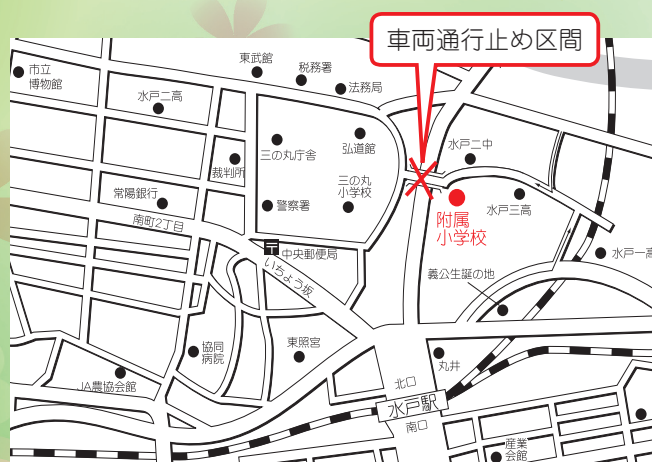 車両通行止め区間
東武館
税務署
法務局
市立
博物館
水戸二高
三の丸庁舎
弘道館
水戸二中
裁判所
三の丸
小学校
常陽銀行
警察署
附属
小学校
水戸三高
南町2丁目
中央郵便局
水戸一高
いちょう坂
義公生誕の地
協同
病院
東照宮
丸井
JA農協会館
北口
水戸駅
南口
産業
会館